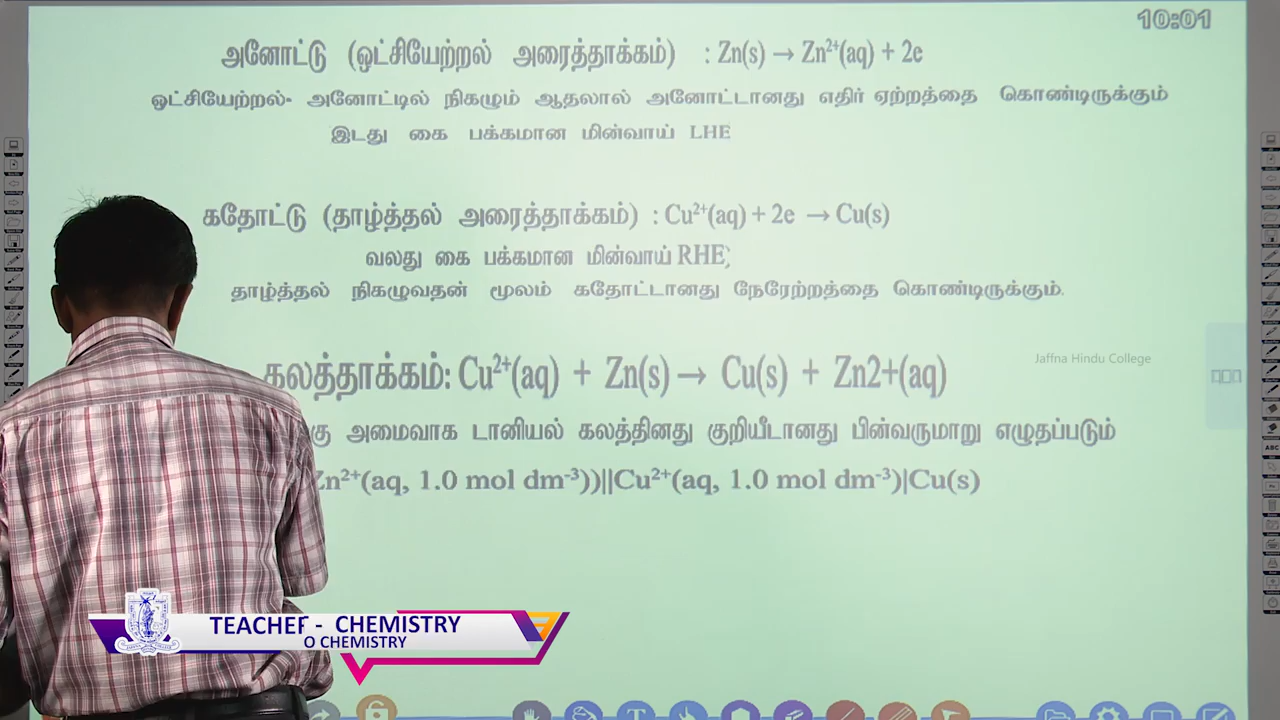 10:01
அனோட்டு (ஒட்சியேற்றல் அரைத்தாக்கம்) : Zn(s) → Zn²⁺(aq) + 2e
ஒட்சியேற்றல்- அனோட்டில் நிகழும் ஆதலால் அனோட்டானது எதிர் ஏற்றத்தை கொண்டிருக்கும்
இடது கை பக்கமான மின்வாய் LHE
கதோட்டு (தாழ்த்தல் அரைத்தாக்கம்) : Cu²⁺(aq) + 2e → Cu(s)
வலது கை பக்கமான மின்வாய் RHE;
தாழ்த்தல் நிகழுவதன் மூலம் கதோட்டானது நேரேற்றத்தை கொண்டிருக்கும்.
Jaffna Hindu College
கலத்தாக்கம்: Cu²⁺(aq) + Zn(s) → Cu(s) + Zn2+(aq)
அமைவாக டானியல் கலத்தினது குறியீடானது பின்வருமாறு எழுதப்படும்
Zn²⁺(aq, 1.0 mol dm⁻³))||Cu²⁺(aq, 1.0 mol dm⁻³)|Cu(s)
TEACHER - CHEMISTRY
O CHEMISTRY